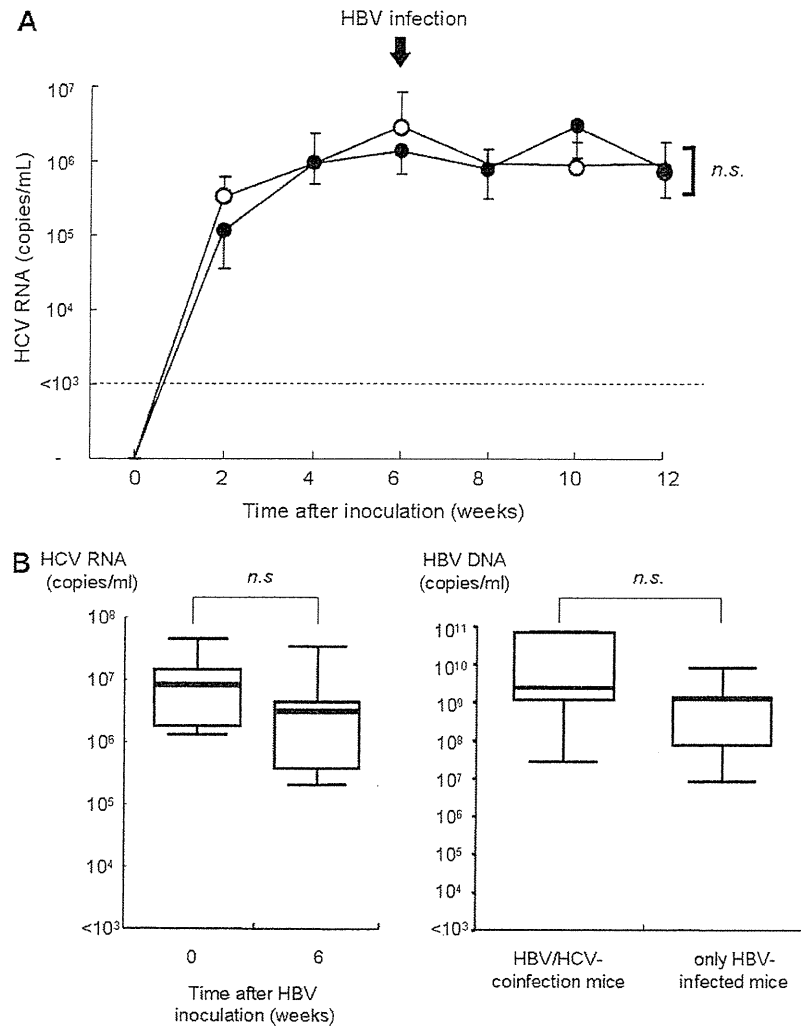 A
HBV infection
HCV RNA (copies/mL)
10⁷
10⁶
10⁵
10⁴
<10³
-
n.s.
0 2 4 6 8 10 12
Time after inoculation (weeks)
B
HCV RNA
(copies/ml)
n.s
10⁸
10⁷
10⁶
10⁵
10⁴
<10³
0 6
Time after HBV
inoculation (weeks)
HBV DNA
(copies/ml)
n.s.
10¹¹
10¹⁰
10⁹
10⁸
10⁷
10⁶
10⁵
10⁴
<10³
HBV/HCV-
coinfection mice
only HBV-
infected mice